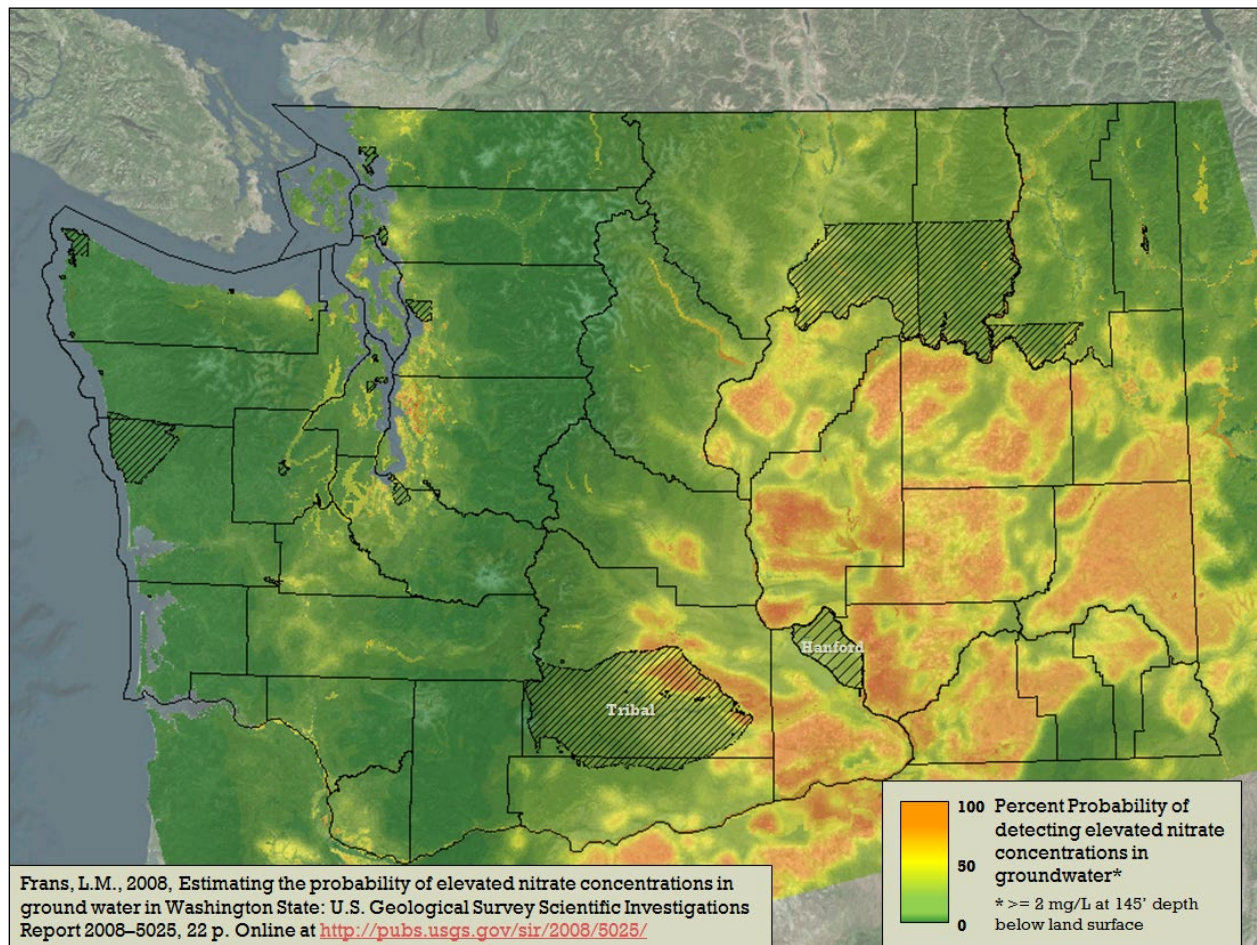 Hanford
Tribal
100
50
0
Percent Probability of
detecting elevated nitrate
concentrations in
groundwater*
* >= 2 mg/L at 145' depth
below land surface
Frans, L.M., 2008, Estimating the probability of elevated nitrate concentrations in
ground water in Washington State: U.S. Geological Survey Scientific Investigations
Report 2008–5025, 22 p. Online at http://pubs.usgs.gov/sir/2008/5025/